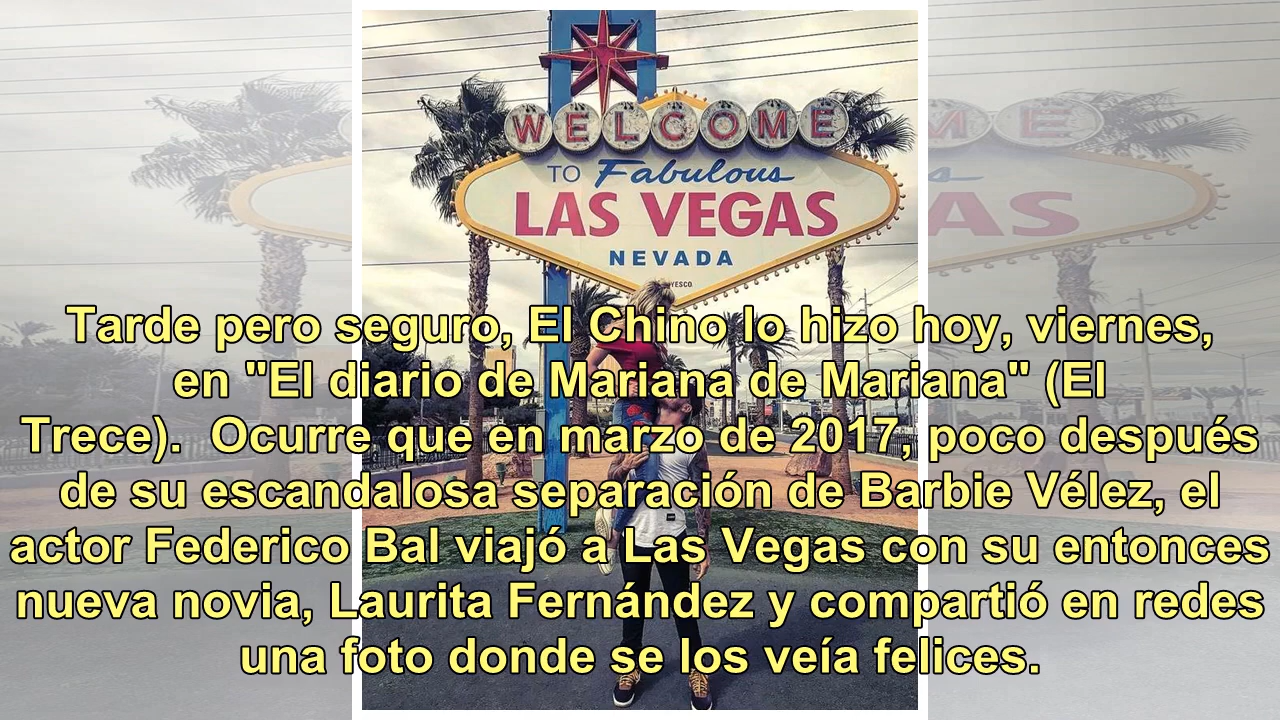 WELCOME
TO Fabulous
LAS VEGAS
NEVADA
Tarde pero seguro, El Chino lo hizo hoy, viernes,
en "El diario de Mariana de Mariana" (El
Trece).  Ocurre que en marzo de 2017, poco después
de su escandalosa separación de Barbie Vélez, el
actor Federico Bal viajó a Las Vegas con su entonces
nueva novia, Laurita Fernández y compartió en redes
una foto donde se los veía felices.